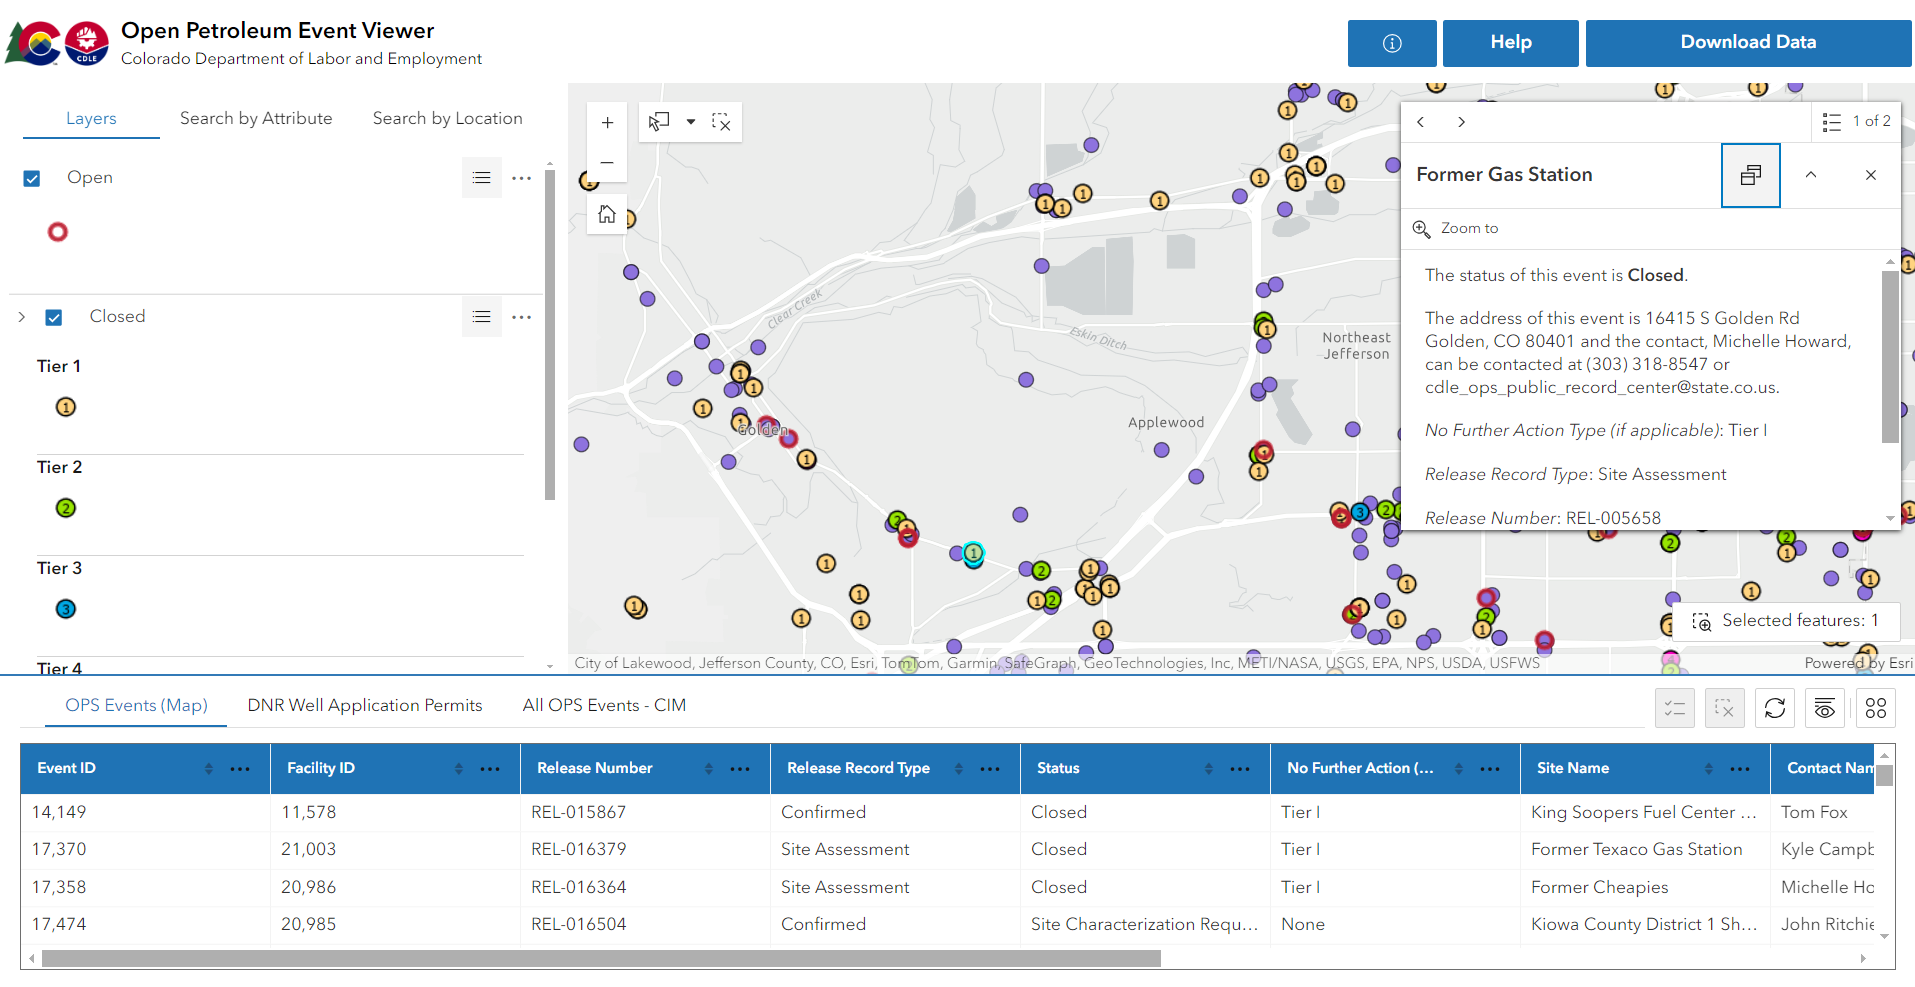 Open Petroleum Event Viewer
Colorado Department of Labor and Employment
CDLE
Help
Download Data
Layers
Search by Attribute
Search by Location
Open
Closed
Tier 1
1
Tier 2
2
Tier 3
3
Tier 4
Clear Creek
Eskin Ditch
Northeast
Jefferson
Applewood
Golden
1 of 2
Former Gas Station
Zoom to
The status of this event is Closed.
The address of this event is 16415 S Golden Rd
Golden, CO 80401 and the contact, Michelle Howard,
can be contacted at (303) 318-8547 or
cdle_ops_public_record_center@state.co.us.
No Further Action Type (if applicable): Tier I
Release Record Type: Site Assessment
Release Number: REL-005658
Selected features: 1
City of Lakewood, Jefferson County, CO, Esri, TomTom, Garmin, SafeGraph, GeoTechnologies, Inc, METI/NASA, USGS, EPA, NPS, USDA, USFWS
Powered by Esri
OPS Events (Map)
DNR Well Application Permits
All OPS Events - CIM
Event ID
Facility ID
Release Number
Release Record Type
Status
No Further Action (...
Site Name
Contact Nam
14,149
11,578
REL-015867
Confirmed
Closed
Tier I
King Soopers Fuel Center ...
Tom Fox
17,370
21,003
REL-016379
Site Assessment
Closed
Tier I
Former Texaco Gas Station
Kyle Campb
17,358
20,986
REL-016364
Site Assessment
Closed
Tier I
Former Cheapies
Michelle Ho
17,474
20,985
REL-016504
Confirmed
Site Characterization Requ...
None
Kiowa County District 1 Sh...
John Ritchie